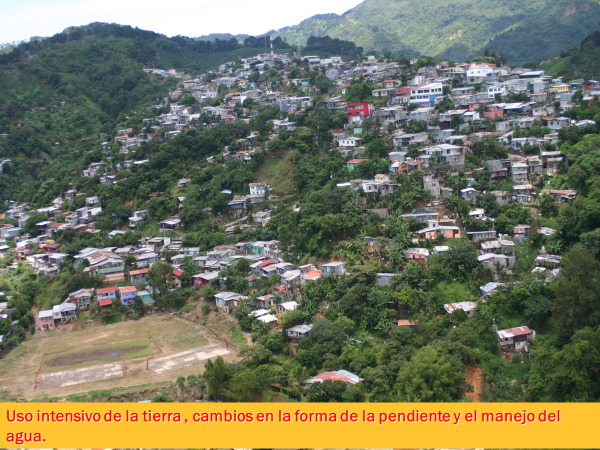 Uso intensivo de la tierra , cambios en la forma de la pendiente y el manejo del
agua.